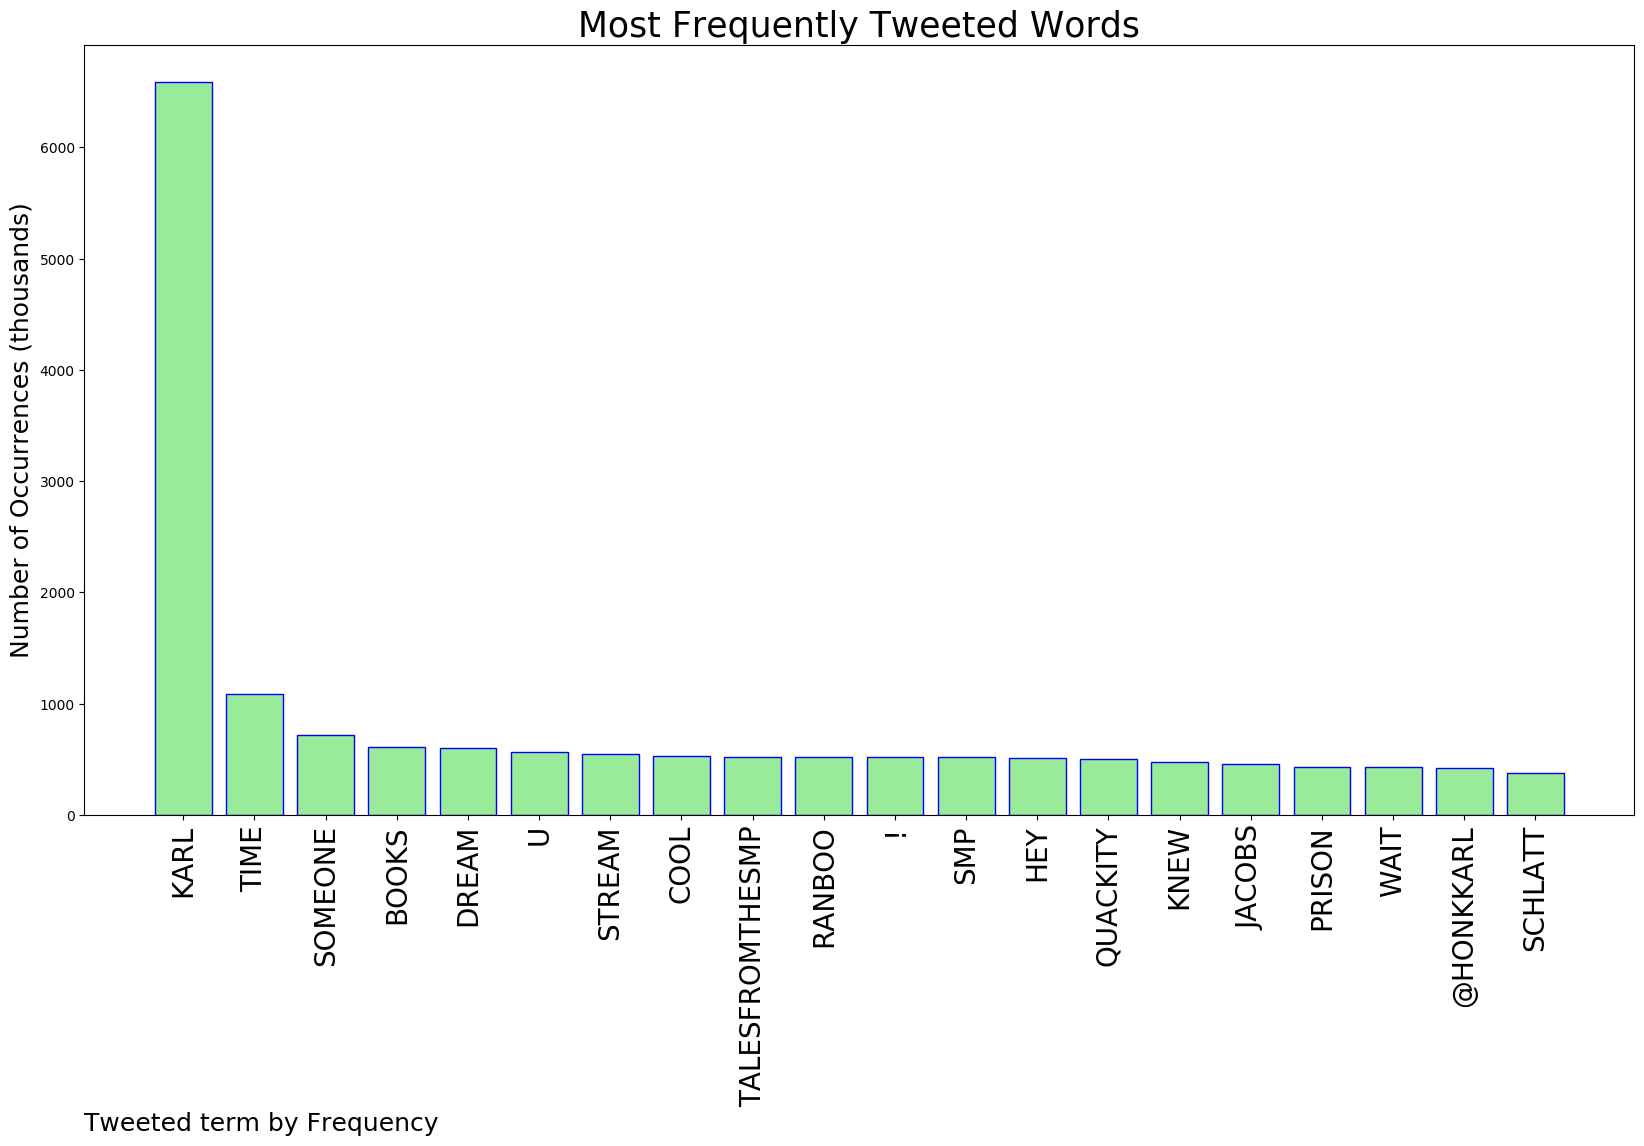 Most Frequently Tweeted Words
Number of Occurrences (thousands)
6000
5000
4000
3000
2000
1000
0
KARL
TIME
SOMEONE
BOOKS
DREAM
U
STREAM
COOL
TALESFROMTHESMP
RANBOO
!
SMP
HEY
QUACKITY
KNEW
JACOBS
PRISON
WAIT
@HONKKARL
SCHLATT
Tweeted term by Frequency